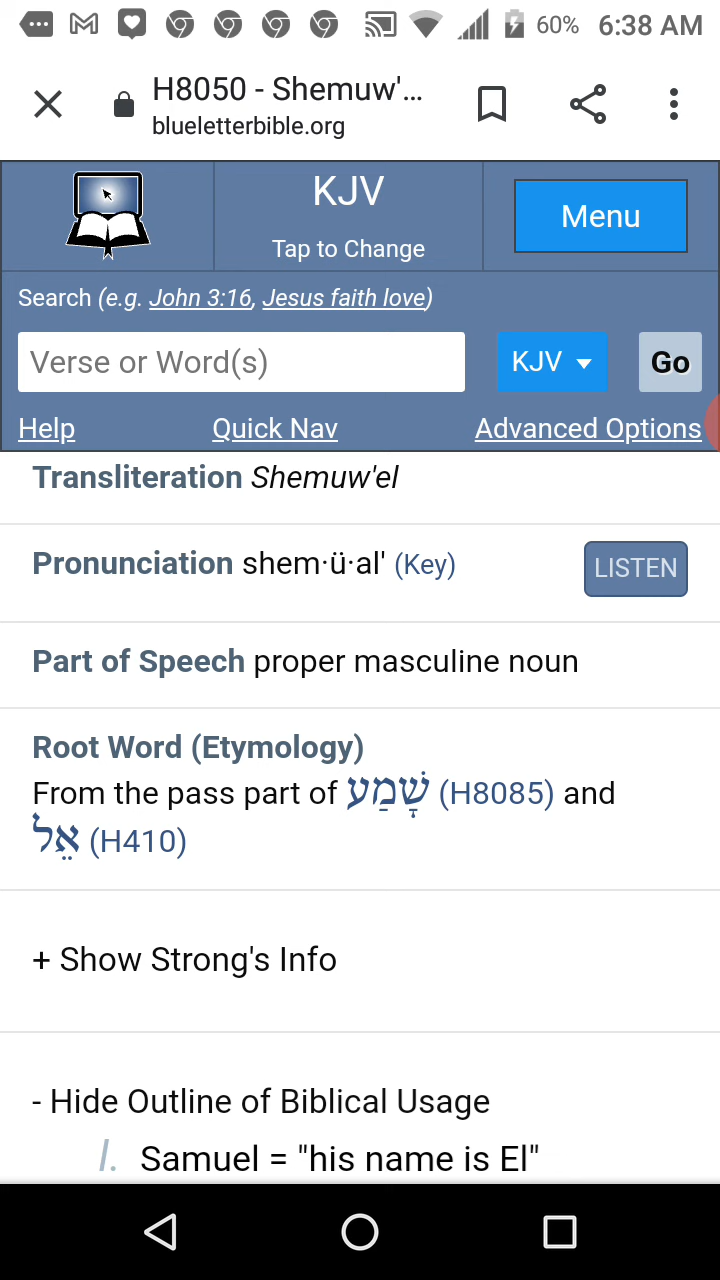 60% 6:38 AM
H8050 - Shemuw'...
blueletterbible.org
KJV
Menu
Tap to Change
Search (e.g. John 3:16, Jesus faith love)
Verse or Word(s) KJV Go
Help Quick Nav Advanced Options
Transliteration Shemuw'el
Pronunciation shem·ü·al' (Key) LISTEN
Part of Speech proper masculine noun
Root Word (Etymology)
From the pass part of שָׁמַע (H8085) and
אֵל (H410)
+ Show Strong's Info
- Hide Outline of Biblical Usage
I. Samuel = "his name is El"